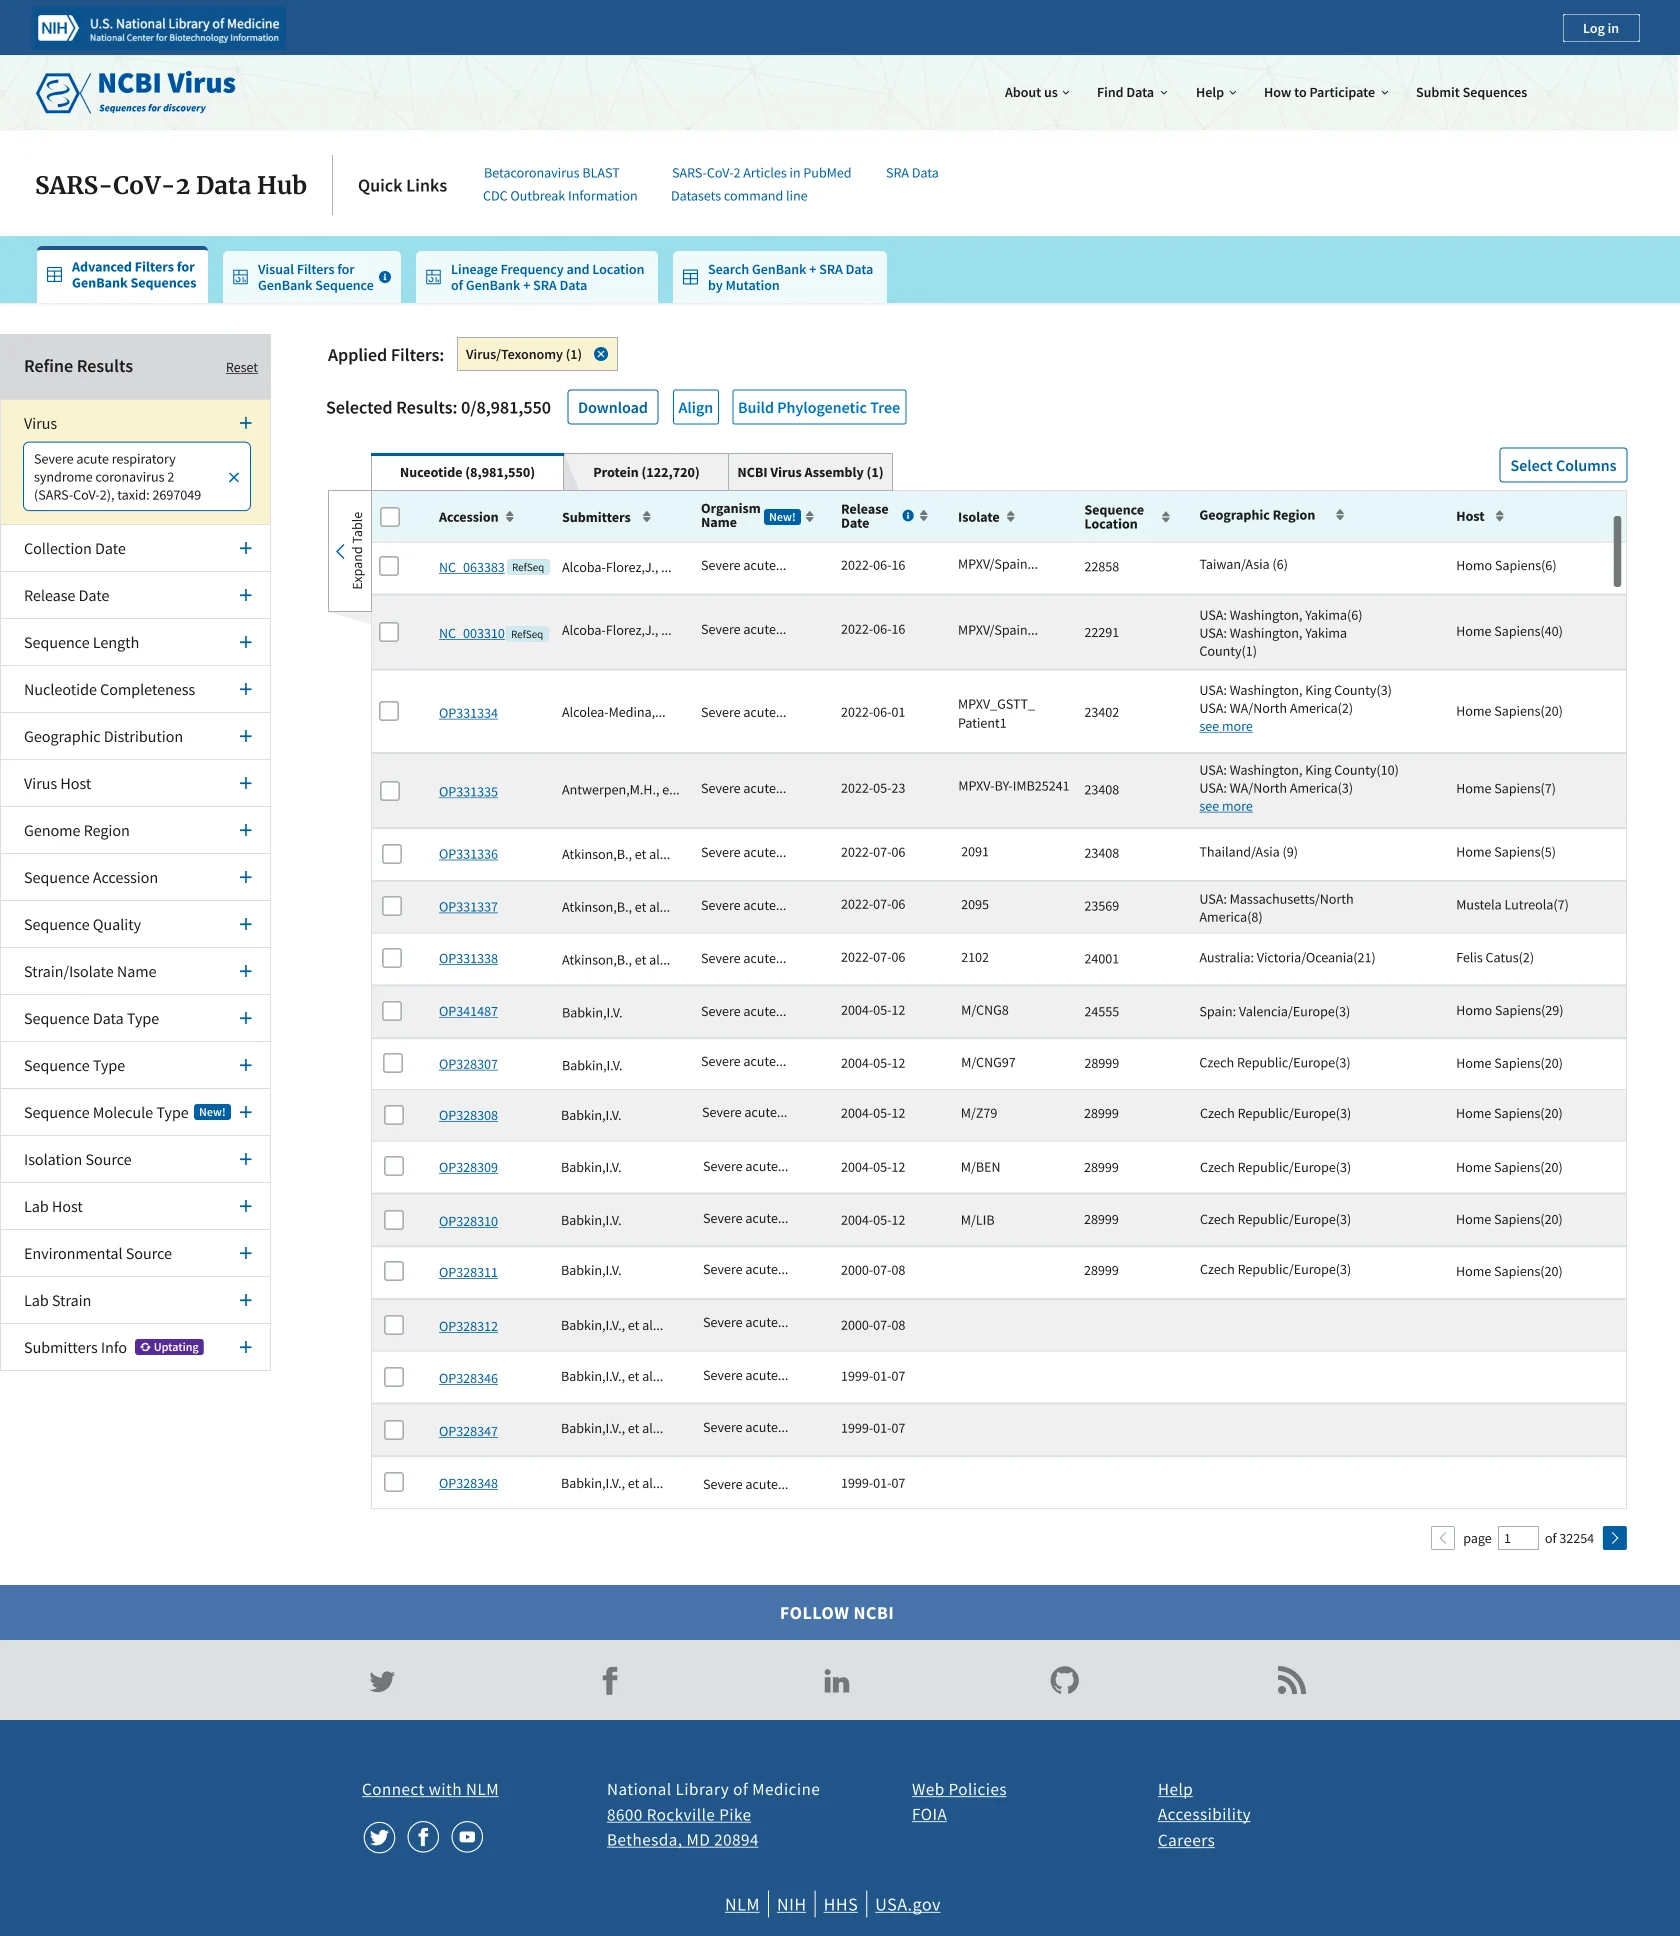 NIH U.S. National Library of Medicine
National Center for Biotechnology Information
Log in
NCBI Virus
Sequences for discovery
About us Find Data Help How to Participate Submit Sequences
SARS-CoV-2 Data Hub
Quick Links
Betacoronavirus BLAST SARS-CoV-2 Articles in PubMed SRA Data
CDC Outbreak Information Datasets command line
Advanced Filters for
GenBank Sequences
Visual Filters for
GenBank Sequence
Lineage Frequency and Location
of GenBank + SRA Data
Search GenBank + SRA Data
by Mutation
Refine Results Reset
Virus
Severe acute respiratory
syndrome coronavirus 2
(SARS-CoV-2), taxid: 2697049
Collection Date
Release Date
Sequence Length
Nucleotide Completeness
Geographic Distribution
Virus Host
Genome Region
Sequence Accession
Sequence Quality
Strain/Isolate Name
Sequence Data Type
Sequence Type
Sequence Molecule Type New!
Isolation Source
Lab Host
Environmental Source
Lab Strain
Submitters Info Uptating
Applied Filters: Virus/Texonomy (1)
Selected Results: 0/8,981,550 Download Align Build Phylogenetic Tree
Nuceotide (8,981,550) Protein (122,720) NCBI Virus Assembly (1)
Select Columns
Expand Table
Accession Submitters Organism Name New! Release Date Isolate Sequence Location Geographic Region Host
NC_063383 RefSeq Alcoba-Florez,J., ... Severe acute... 2022-06-16 MPXV/Spain... 22858 Taiwan/Asia (6) Homo Sapiens(6)
NC_003310 RefSeq Alcoba-Florez,J., ... Severe acute... 2022-06-16 MPXV/Spain... 22291 USA: Washington, Yakima(6)
USA: Washington, Yakima
County(1) Home Sapiens(40)
OP331334 Alcolea-Medina,... Severe acute... 2022-06-01 MPXV_GSTT_
Patient1 23402 USA: Washington, King County(3)
USA: WA/North America(2)
see more Home Sapiens(20)
OP331335 Antwerpen,M.H., e... Severe acute... 2022-05-23 MPXV-BY-IMB25241 23408 USA: Washington, King County(10)
USA: WA/North America(3)
see more Home Sapiens(7)
OP331336 Atkinson,B., et al... Severe acute... 2022-07-06 2091 23408 Thailand/Asia (9) Home Sapiens(5)
OP331337 Atkinson,B., et al... Severe acute... 2022-07-06 2095 23569 USA: Massachusetts/North
America(8) Mustela Lutreola(7)
OP331338 Atkinson,B., et al... Severe acute... 2022-07-06 2102 24001 Australia: Victoria/Oceania(21) Felis Catus(2)
OP341487 Babkin,I.V. Severe acute... 2004-05-12 M/CNG8 24555 Spain: Valencia/Europe(3) Homo Sapiens(29)
OP328307 Babkin,I.V. Severe acute... 2004-05-12 M/CNG97 28999 Czech Republic/Europe(3) Home Sapiens(20)
OP328308 Babkin,I.V. Severe acute... 2004-05-12 M/Z79 28999 Czech Republic/Europe(3) Home Sapiens(20)
OP328309 Babkin,I.V. Severe acute... 2004-05-12 M/BEN 28999 Czech Republic/Europe(3) Home Sapiens(20)
OP328310 Babkin,I.V. Severe acute... 2004-05-12 M/LIB 28999 Czech Republic/Europe(3) Home Sapiens(20)
OP328311 Babkin,I.V. Severe acute... 2000-07-08 28999 Czech Republic/Europe(3) Home Sapiens(20)
OP328312 Babkin,I.V., et al... Severe acute... 2000-07-08
OP328346 Babkin,I.V., et al... Severe acute... 1999-01-07
OP328347 Babkin,I.V., et al... Severe acute... 1999-01-07
OP328348 Babkin,I.V., et al... Severe acute... 1999-01-07
page 1 of 32254
FOLLOW NCBI
Connect with NLM
National Library of Medicine
8600 Rockville Pike
Bethesda, MD 20894
Web Policies
FOIA
Help
Accessibility
Careers
NLM NIH HHS USA.gov